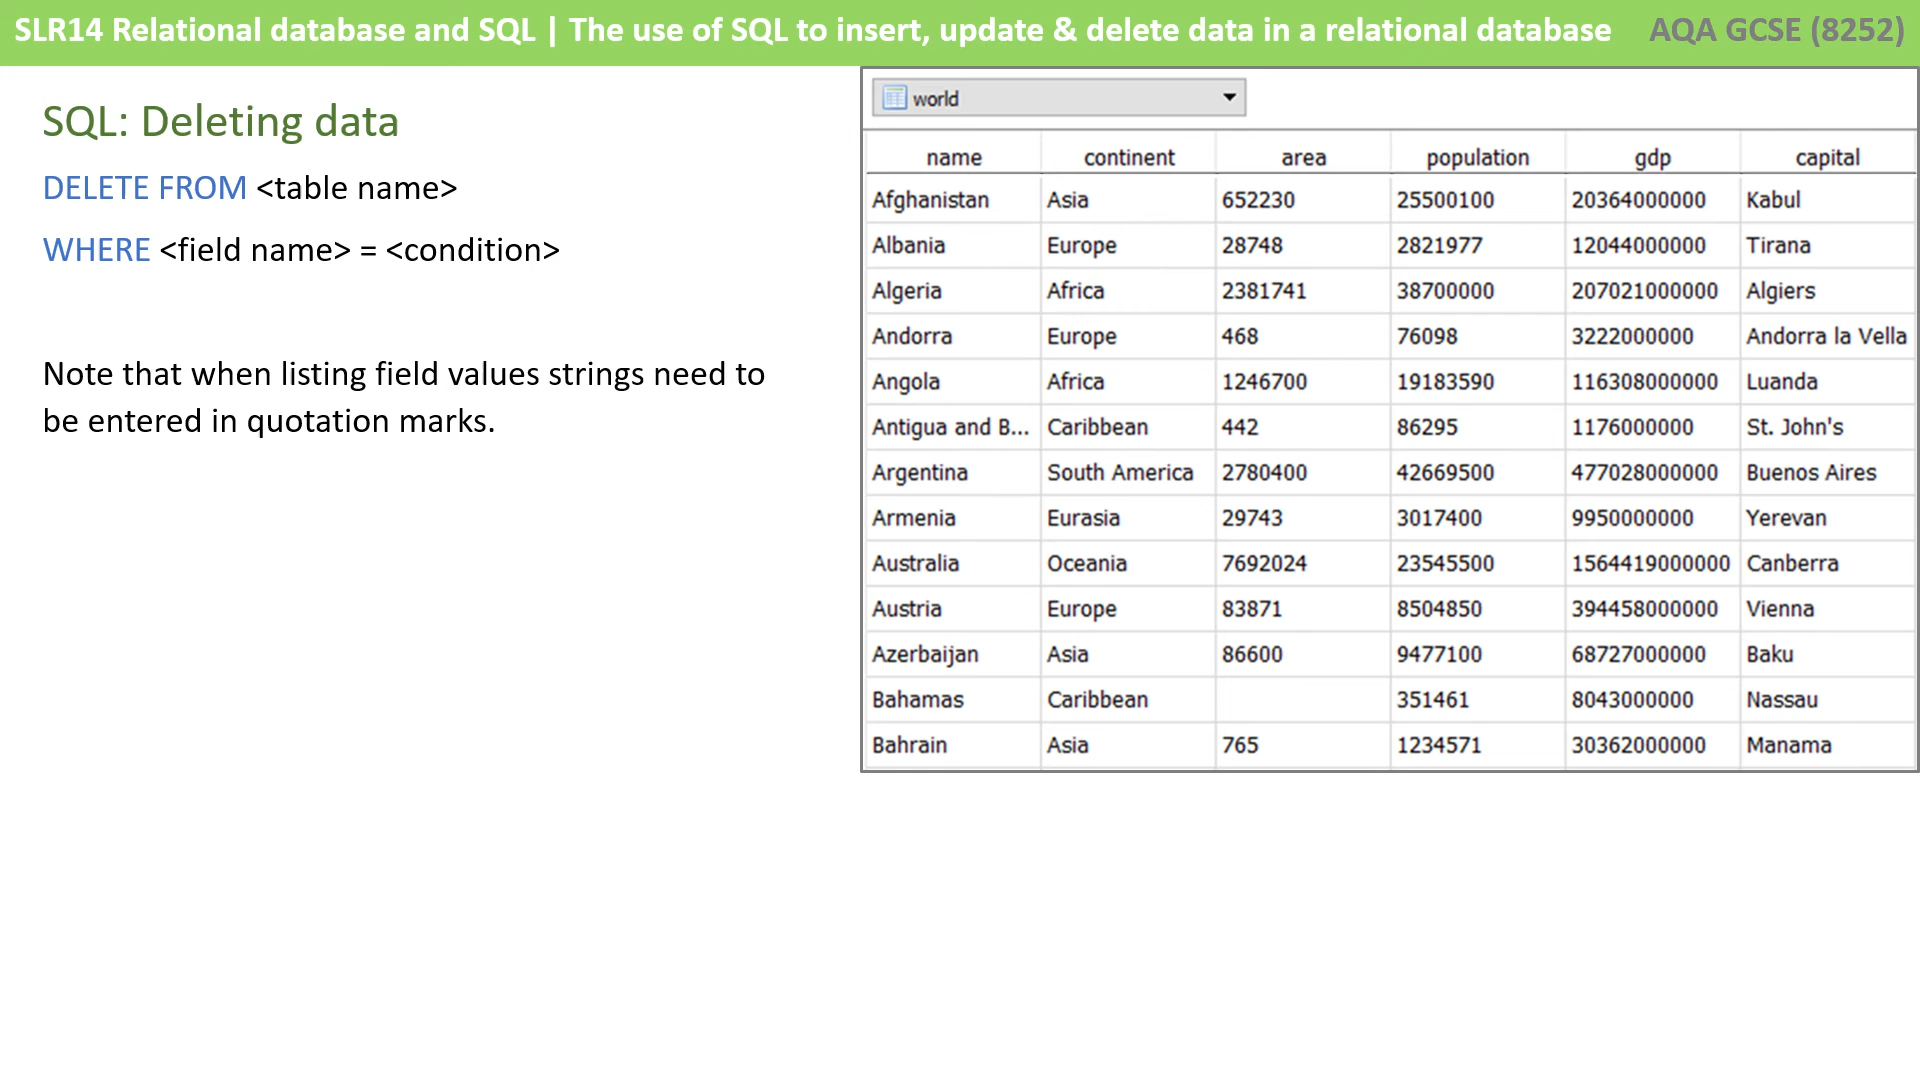 SLR14 Relational database and SQL | The use of SQL to insert, update & delete data in a relational database AQA GCSE (8252)
SQL: Deleting data
DELETE FROM <table name>
WHERE <field name> = <condition>
Note that when listing field values strings need to
be entered in quotation marks.
world
name continent area population gdp capital
Afghanistan Asia 652230 25500100 20364000000 Kabul
Albania Europe 28748 2821977 12044000000 Tirana
Algeria Africa 2381741 38700000 207021000000 Algiers
Andorra Europe 468 76098 3222000000 Andorra la Vella
Angola Africa 1246700 19183590 116308000000 Luanda
Antigua and B... Caribbean 442 86295 1176000000 St. John's
Argentina South America 2780400 42669500 477028000000 Buenos Aires
Armenia Eurasia 29743 3017400 9950000000 Yerevan
Australia Oceania 7692024 23545500 1564419000000 Canberra
Austria Europe 83871 8504850 394458000000 Vienna
Azerbaijan Asia 86600 9477100 68727000000 Baku
Bahamas Caribbean 351461 8043000000 Nassau
Bahrain Asia 765 1234571 30362000000 Manama